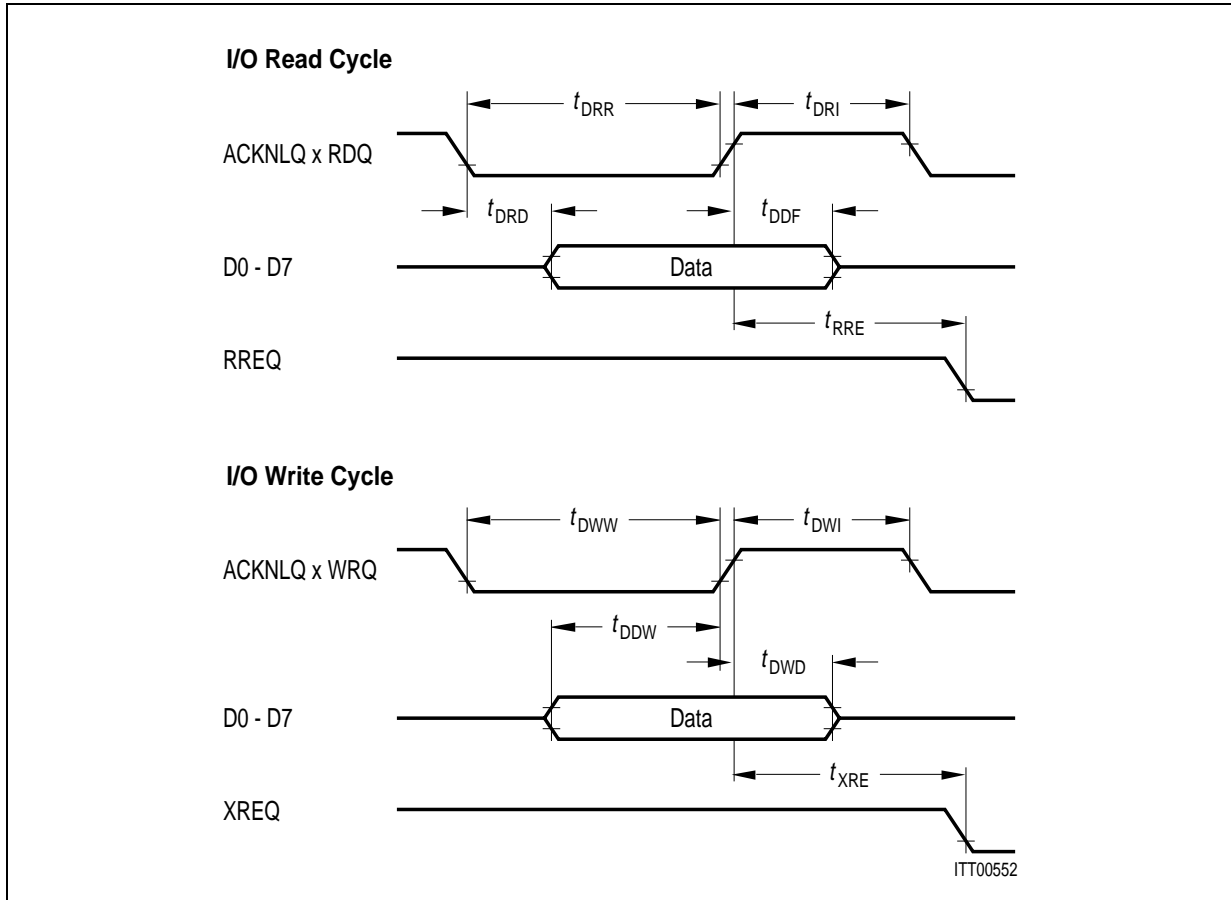 I/O Read Cycle
tDRR tDRI
ACKNLQ x RDQ
tDRD tDDF
D0 - D7 Data
tRRE
RREQ
I/O Write Cycle
tDWW tDWI
ACKNLQ x WRQ
tDDW
tDWD
D0 - D7 Data
tXRE
XREQ
ITT00552